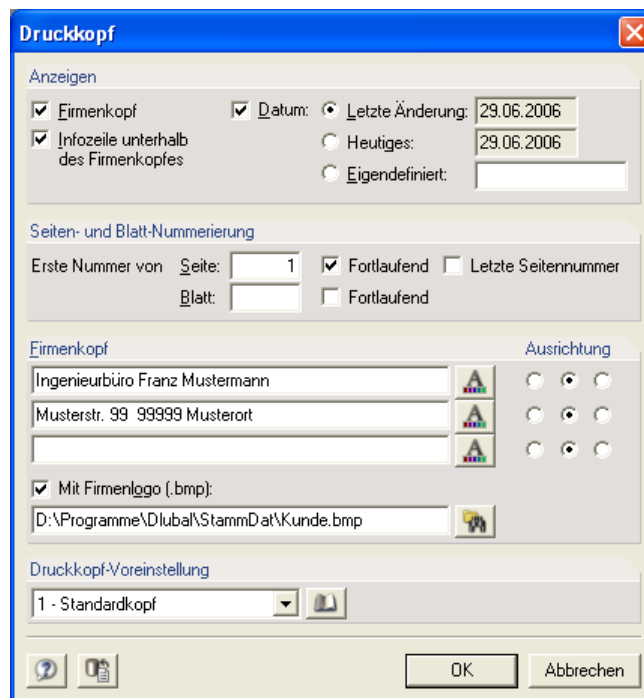 Druckkopf
Anzeigen
Firmenkopf
Datum:
Letzte Änderung:
29.06.2006
Infozeile unterhalb
des Firmenkopfes
Heutiges:
29.06.2006
Eigendefiniert:
Seiten- und Blatt-Nummerierung
Erste Nummer von Seite: 1
Fortlaufend
Letzte Seitennummer
Blatt:
Fortlaufend
Firmenkopf
Ausrichtung
Ingenieurbüro Franz Mustermann
Musterstr. 99 99999 Musterort
Mit Firmenlogo (.bmp):
D:\Programme\Dlubal\StammDat\Kunde.bmp
Druckkopf-Voreinstellung
1 - Standardkopf
OK
Abbrechen